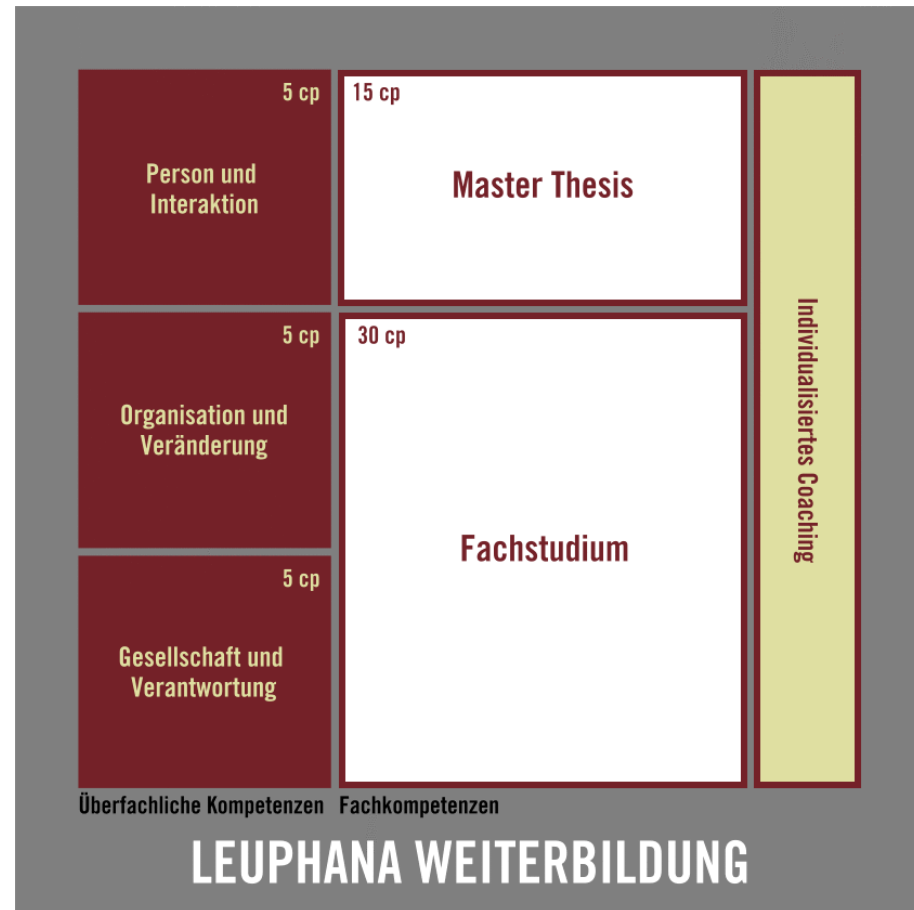 5 cp
Person und
Interaktion
15 cp
Master Thesis
5 cp
Organisation und
Veränderung
30 cp
Fachstudium
5 cp
Gesellschaft und
Verantwortung
Individualisiertes Coaching
Überfachliche Kompetenzen
Fachkompetenzen
LEUPHANA WEITERBILDUNG